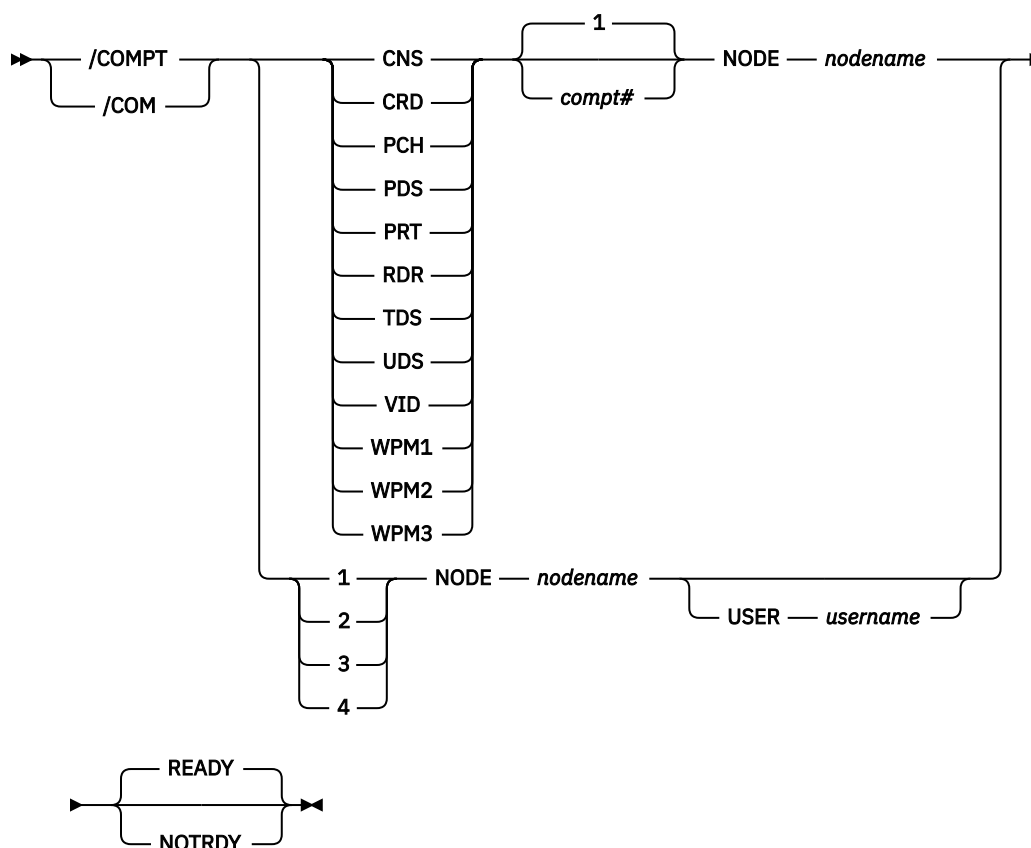 1
/COMPT CNS NODE nodename
/COM CRD compt#
PCH
PDS
PRT
RDR
TDS
UDS
VID
WPM1
WPM2
WPM3
1 NODE nodename
2 USER username
3
4
READY
NOTRDY